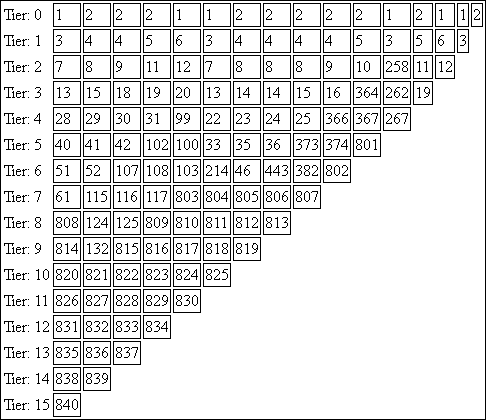 Tier: 0 1 2 2 2 1 1 2 2 2 2 2 1 2 1 1 2
Tier: 1 3 4 4 5 6 3 4 4 4 4 5 3 5 6 3
Tier: 2 7 8 9 11 12 7 8 8 8 9 10 258 11 12
Tier: 3 13 15 18 19 20 13 14 14 15 16 364 262 19
Tier: 4 28 29 30 31 99 22 23 24 25 366 367 267
Tier: 5 40 41 42 102 100 33 35 36 373 374 801
Tier: 6 51 52 107 108 103 214 46 443 382 802
Tier: 7 61 115 116 117 803 804 805 806 807
Tier: 8 808 124 125 809 810 811 812 813
Tier: 9 814 132 815 816 817 818 819
Tier: 10 820 821 822 823 824 825
Tier: 11 826 827 828 829 830
Tier: 12 831 832 833 834
Tier: 13 835 836 837
Tier: 14 838 839
Tier: 15 840